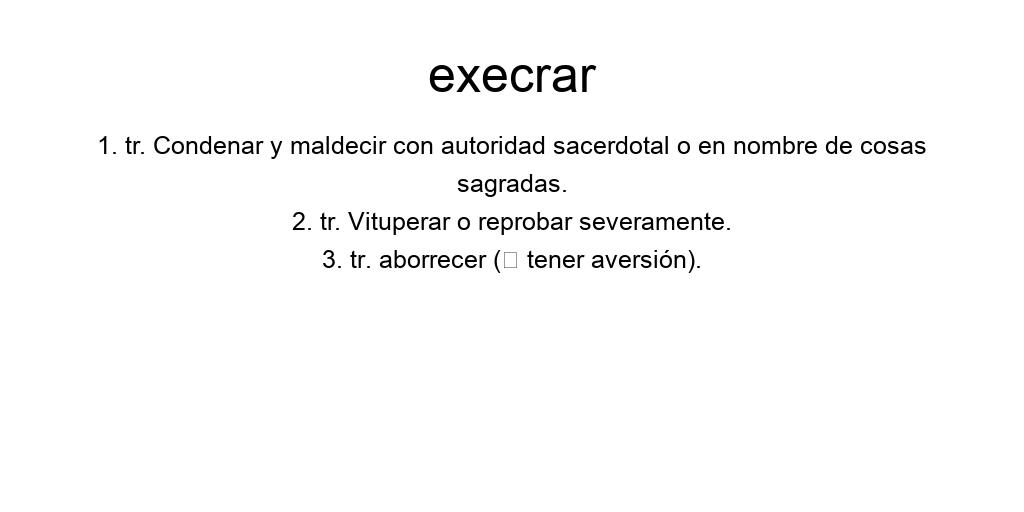 execrar
1. tr. Condenar y maldecir con autoridad sacerdotal o en nombre de cosas
sagradas.
2. tr. Vituperar o reprobar severamente.
3. tr. aborrecer (□ tener aversión).